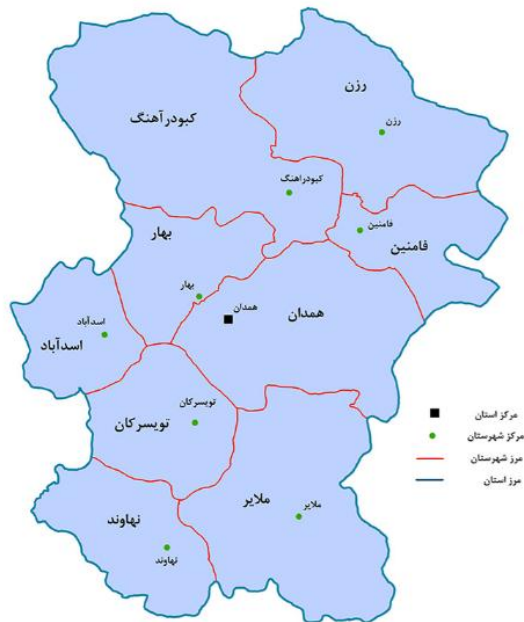 رزن
کبودرآهنگ
رزن
کبودراهنگ
فامنین
بهار
فامنین
بهار
همدان
همدان
اسدآباد
اسدآباد
تویسرکان
تویسرکان
مرکز استان
مرکز شهرستان
مرز شهرستان
مرز استان
ملایر
ملایر
نهاوند
نهاوند